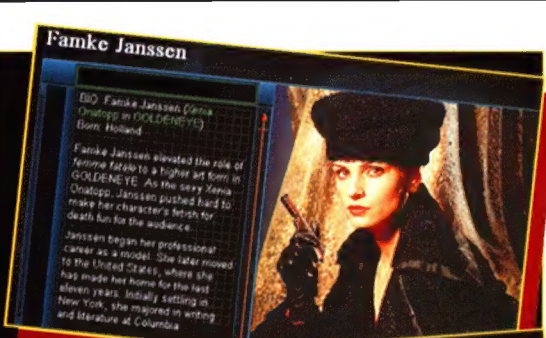 Famke Janssen
BIO: Famke Janssen (Xenia
Onatopp in GOLDENEYE)
Born: Holland
Famke Janssen elevated the role of
femme fatale to a higher art form in
GOLDENEYE. As the sexy Xenia
Onatopp, Janssen pushed hard to
make her character's fetish for
death fun for the audience.
Janssen began her professional
career as a model. She later moved
to the United States, where she
has made her home for the last
eleven years. Initially settling in
New York, she majored in writing
and literature at Columbia